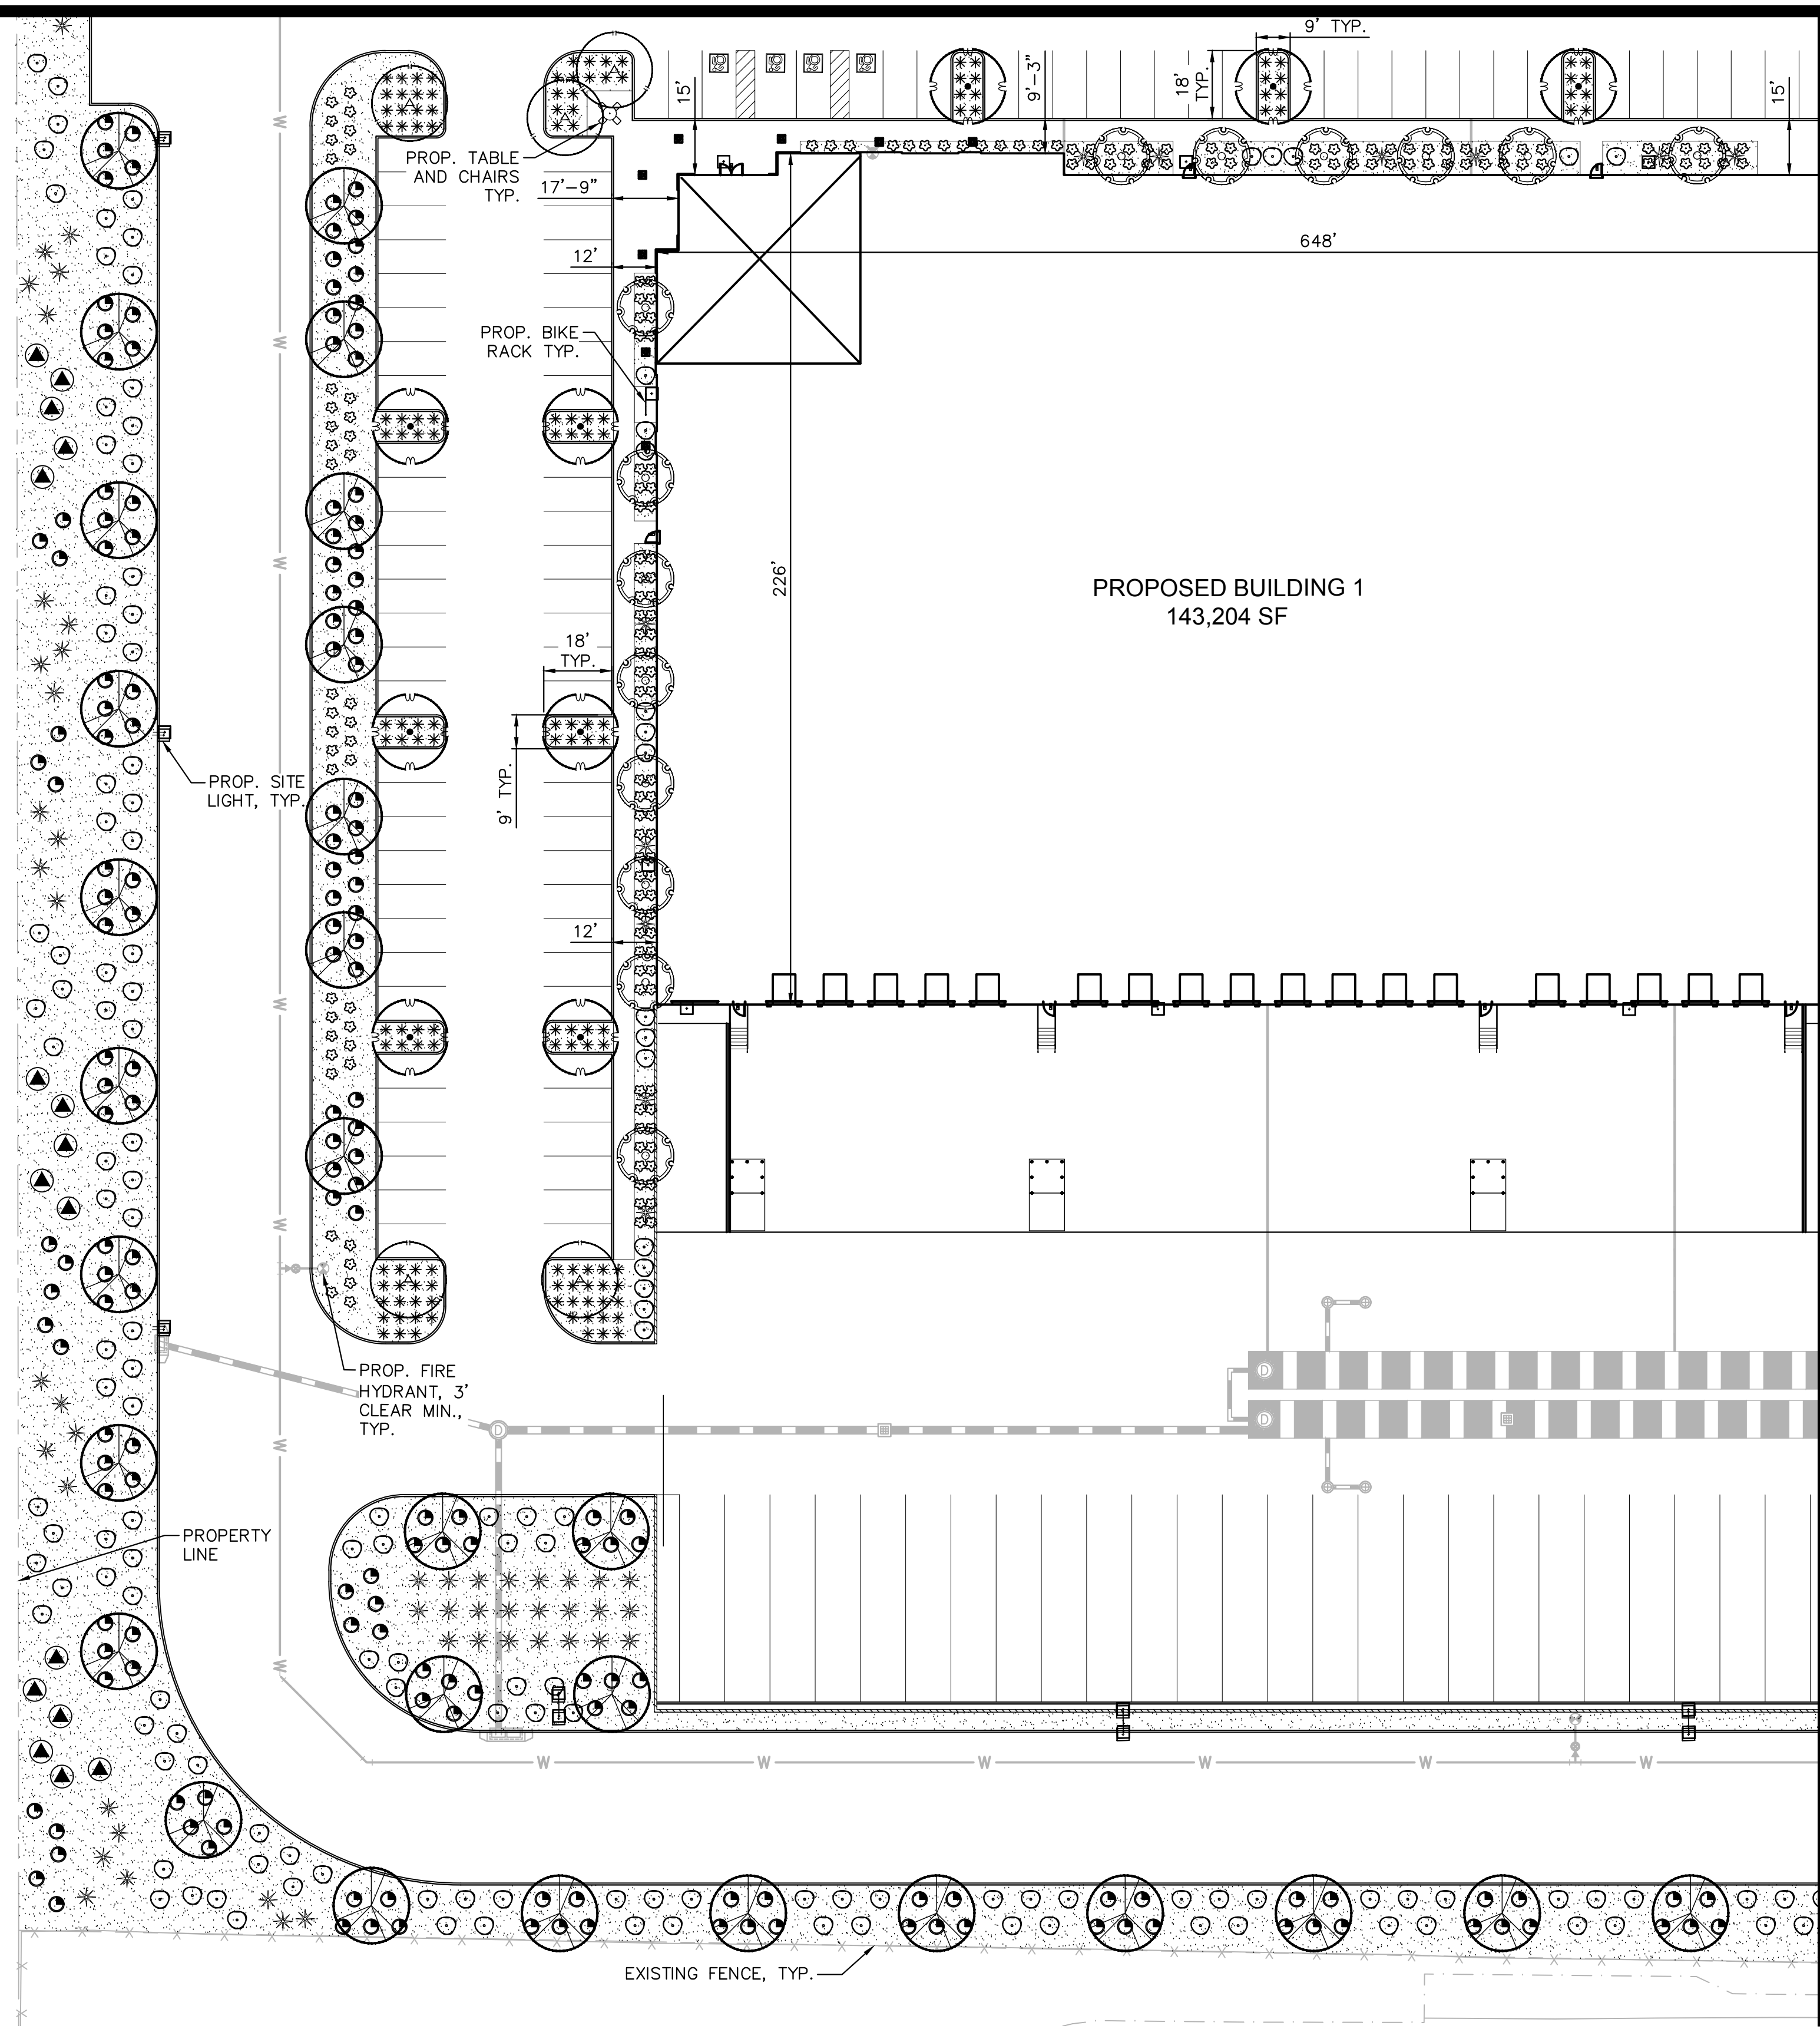 9' TYP.
15'
9'-3"
18'
TYP.
15'
PROP. TABLE
AND CHAIRS
TYP.
17'-9"
648'
12'
PROP. BIKE
RACK TYP.
226'
PROPOSED BUILDING 1
143,204 SF
18'
TYP.
9' TYP.
PROP. SITE
LIGHT, TYP.
12'
PROP. FIRE
HYDRANT, 3'
CLEAR MIN.,
TYP.
D
D
D
PROPERTY
LINE
W
W
W
W
W
W
W
W
W W W W W W
EXISTING FENCE, TYP.